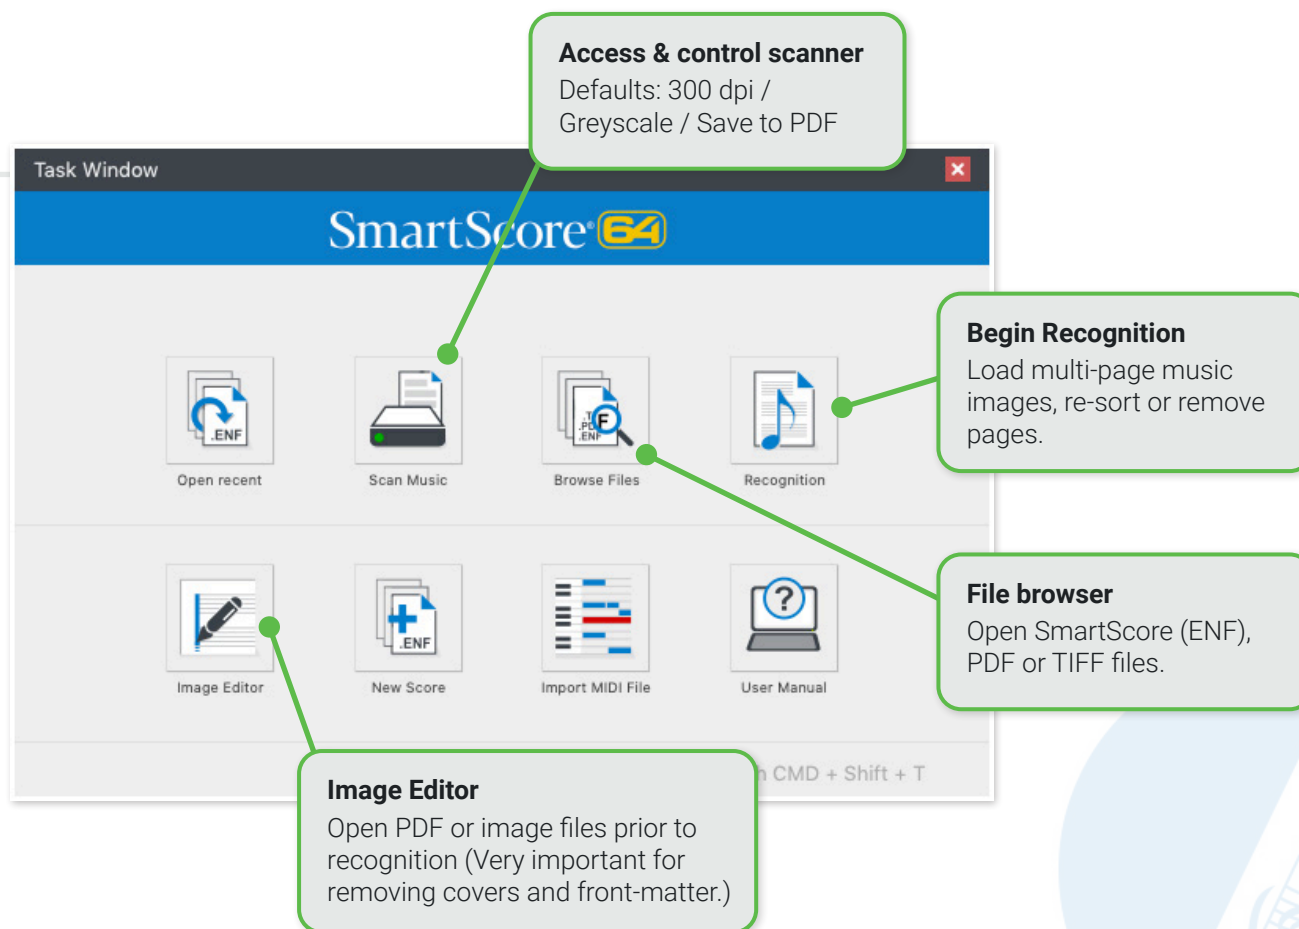 Access & control scanner
Defaults: 300 dpi /
Greyscale / Save to PDF
Task Window
SmartScore® 64
Begin Recognition
Load multi-page music
images, re-sort or remove
pages.
.ENF
.PDF
.ENF
F
Open recent
Scan Music
Browse Files
Recognition
File browser
Open SmartScore (ENF),
PDF or TIFF files.
?
.ENF
Image Editor
New Score
Import MIDI File
User Manual
CMD + Shift + T
Image Editor
Open PDF or image files prior to
recognition (Very important for
removing covers and front-matter.)